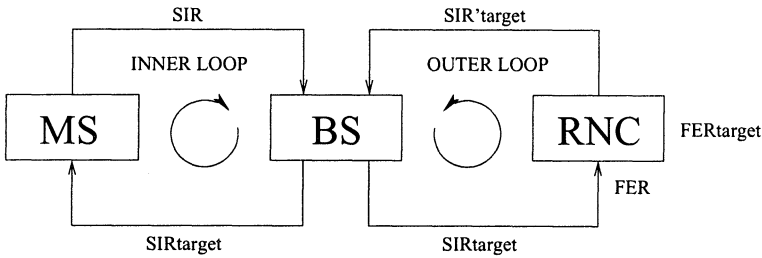 SIR
SIR'target
INNER LOOP
OUTER LOOP
MS
BS
RNC
FERtarget
FER
SIRtarget
SIRtarget